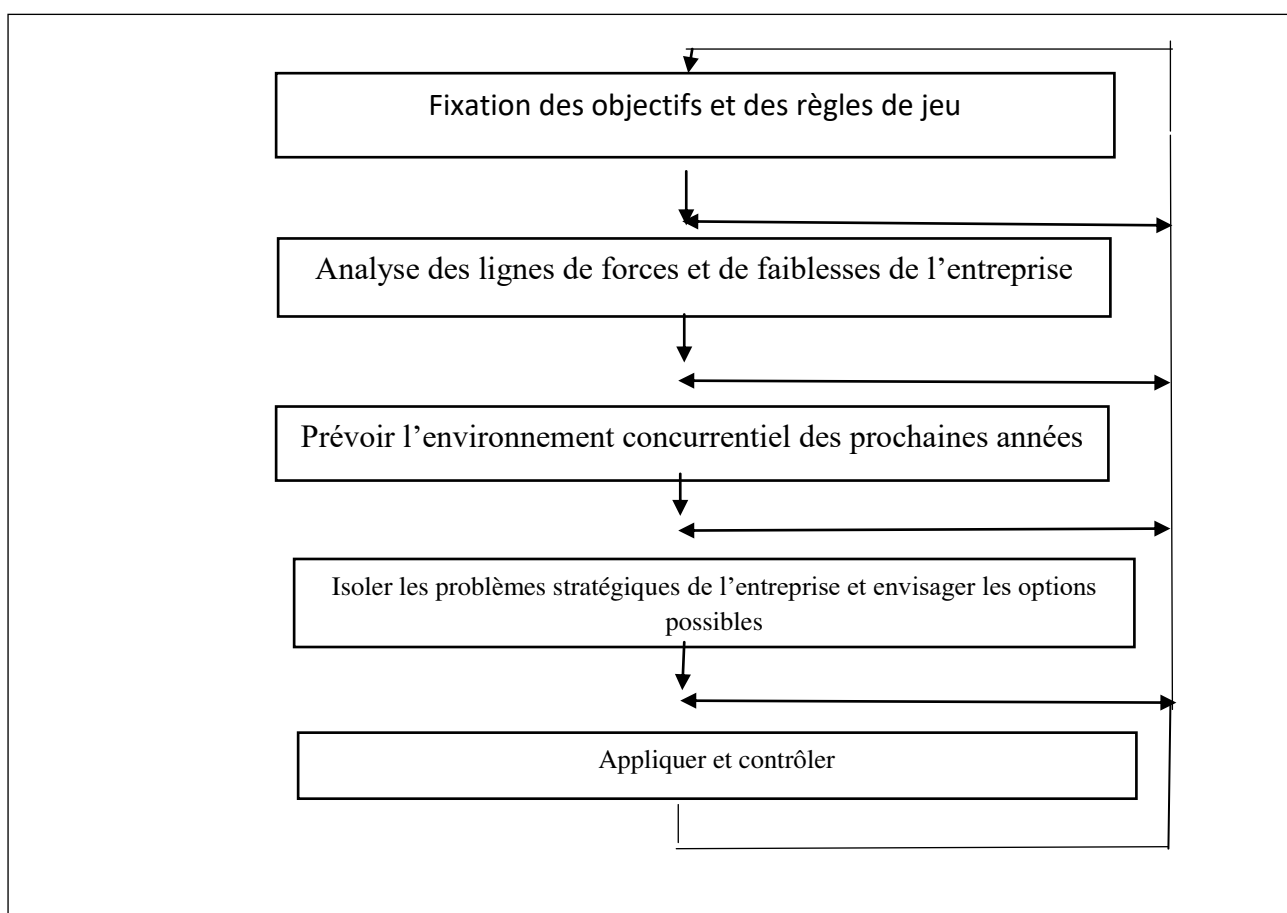 Fixation des objectifs et des règles de jeu
Analyse des lignes de forces et de faiblesses de l’entreprise
Prévoir l’environnement concurrentiel des prochaines années
Isoler les problèmes stratégiques de l’entreprise et envisager les options
possibles
Appliquer et contrôler